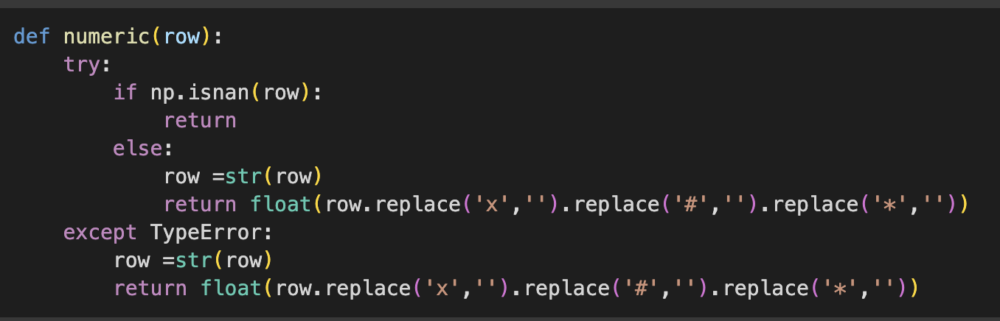 def numeric(row):
    try:
        if np.isnan(row):
            return
        else:
            row =str(row)
            return float(row.replace('x','').replace('#','').replace('*',''))
    except TypeError:
        row =str(row)
        return float(row.replace('x','').replace('#','').replace('*',''))